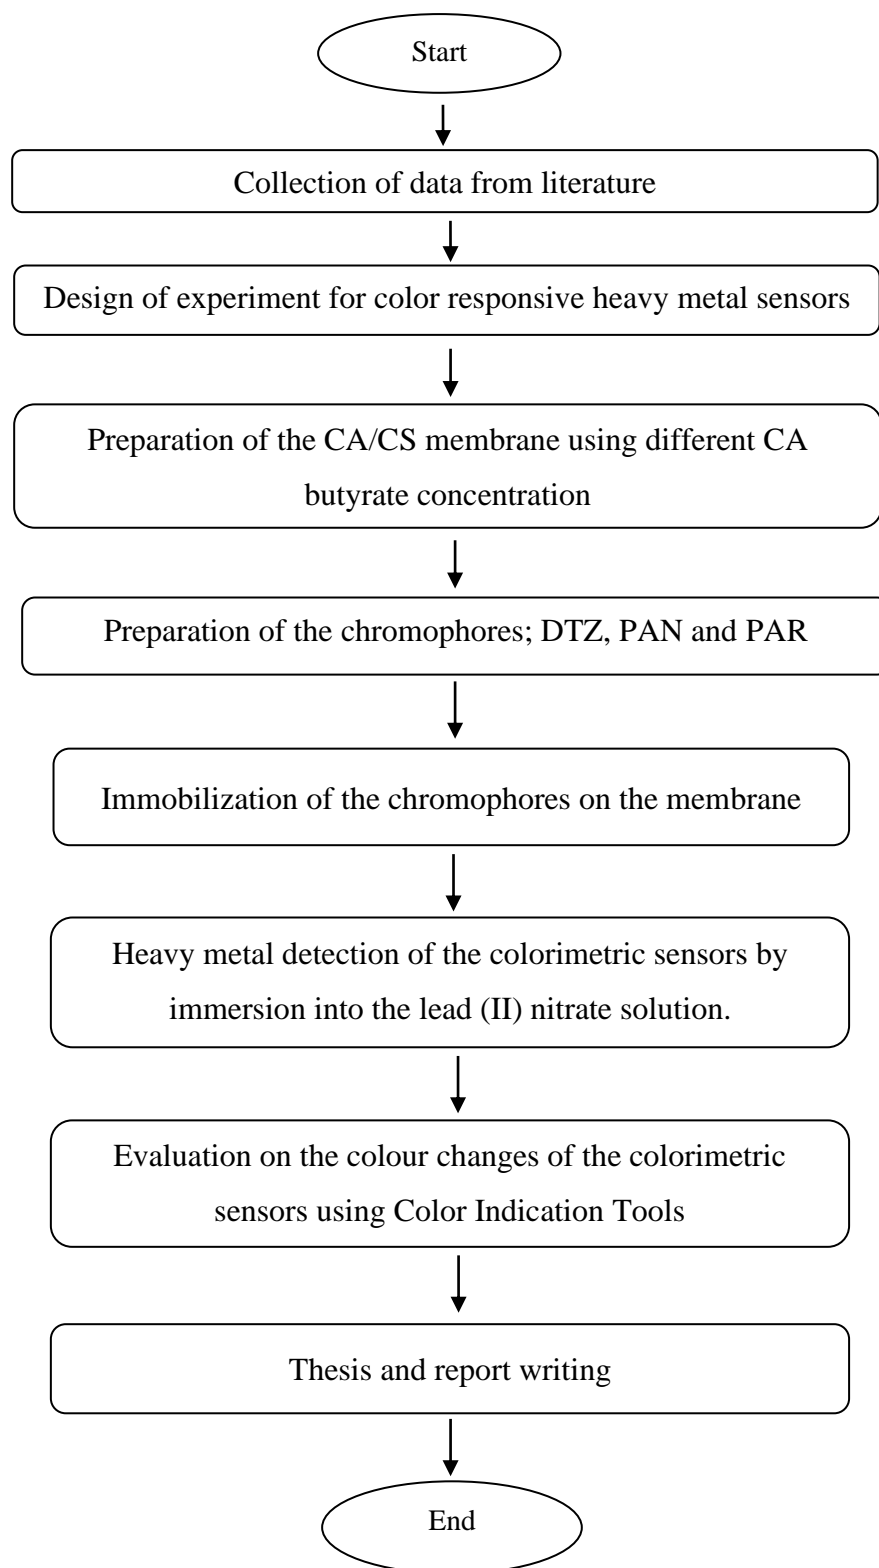 Start
Collection of data from literature
Design of experiment for color responsive heavy metal sensors
Preparation of the CA/CS membrane using different CA
butyrate concentration
Preparation of the chromophores; DTZ, PAN and PAR
Immobilization of the chromophores on the membrane
Heavy metal detection of the colorimetric sensors by
immersion into the lead (II) nitrate solution.
Evaluation on the colour changes of the colorimetric
sensors using Color Indication Tools
Thesis and report writing
End